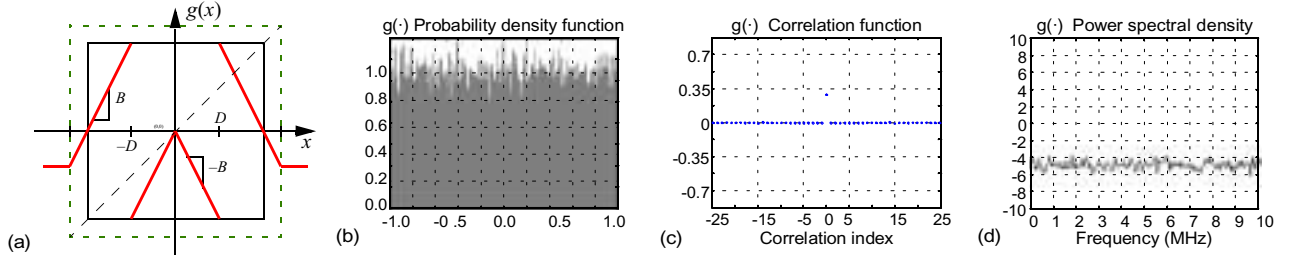 g(x)
B
D
-D
x
-B
(a)
g(·) Probability density function
1.0
0.8
0.6
0.4
0.2
0.0
-1.0 -0.5 0.0 0.5 1.0
(b)
g(·) Correlation function
0.7
0.35
0
-0.35
-0.7
-25 -15 -5 0 5 15 25
Correlation index
(c)
g(·) Power spectral density
10
8
6
4
2
0
-2
-4
-6
-8
-10
0 1 2 3 4 5 6 7 8 9 10
Frequency (MHz)
(d)